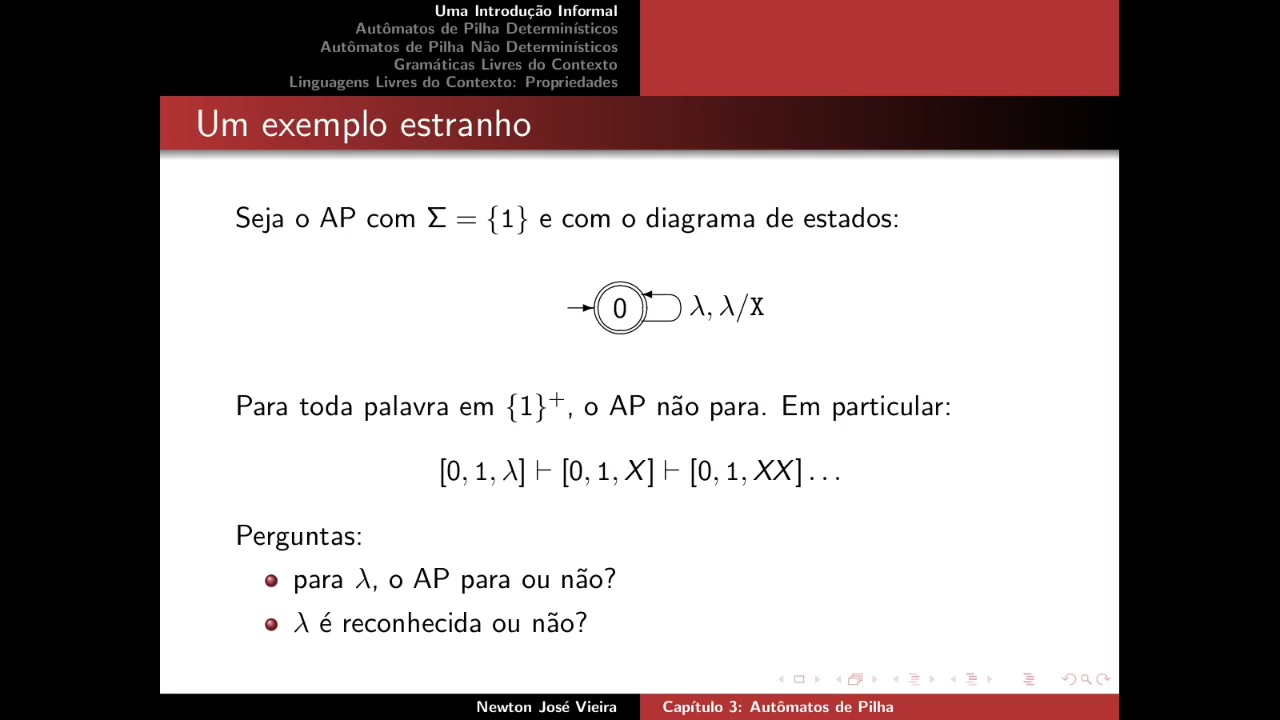 Uma Introdução Informal
Autômatos de Pilha Determinísticos
Autômatos de Pilha Não Determinísticos
Gramáticas Livres do Contexto
Linguagens Livres do Contexto: Propriedades
Um exemplo estranho
Seja o AP com Σ = {1} e com o diagrama de estados:
0 λ, λ/X
Para toda palavra em {1}⁺, o AP não para. Em particular:
[0, 1, λ] ⊢ [0, 1, X] ⊢ [0, 1, XX] . . .
Perguntas:
para λ, o AP para ou não?
λ é reconhecida ou não?
Newton José Vieira Capítulo 3: Autômatos de Pilha